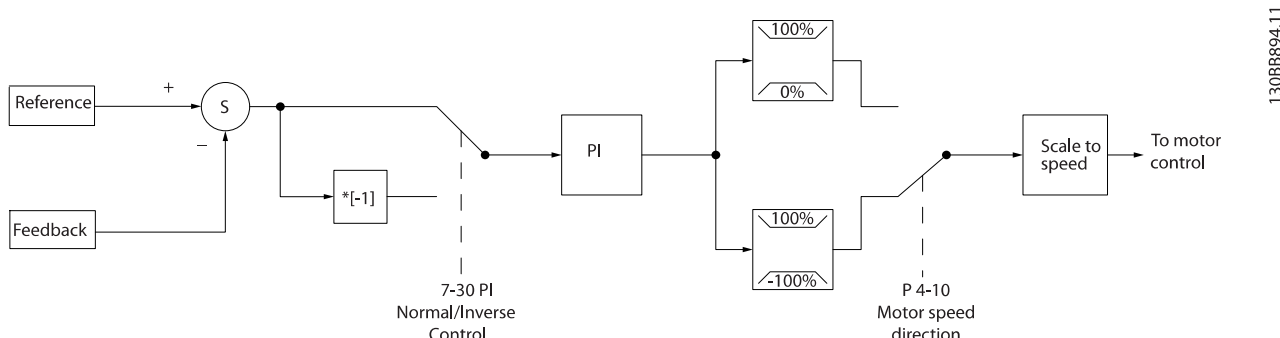 130BB894.11
100%
0%
Reference
+
S
–
*[-1]
PI
Scale to
speed
To motor
control
Feedback
100%
-100%
7-30 PI
Normal/Inverse
Control
P 4-10
Motor speed
direction